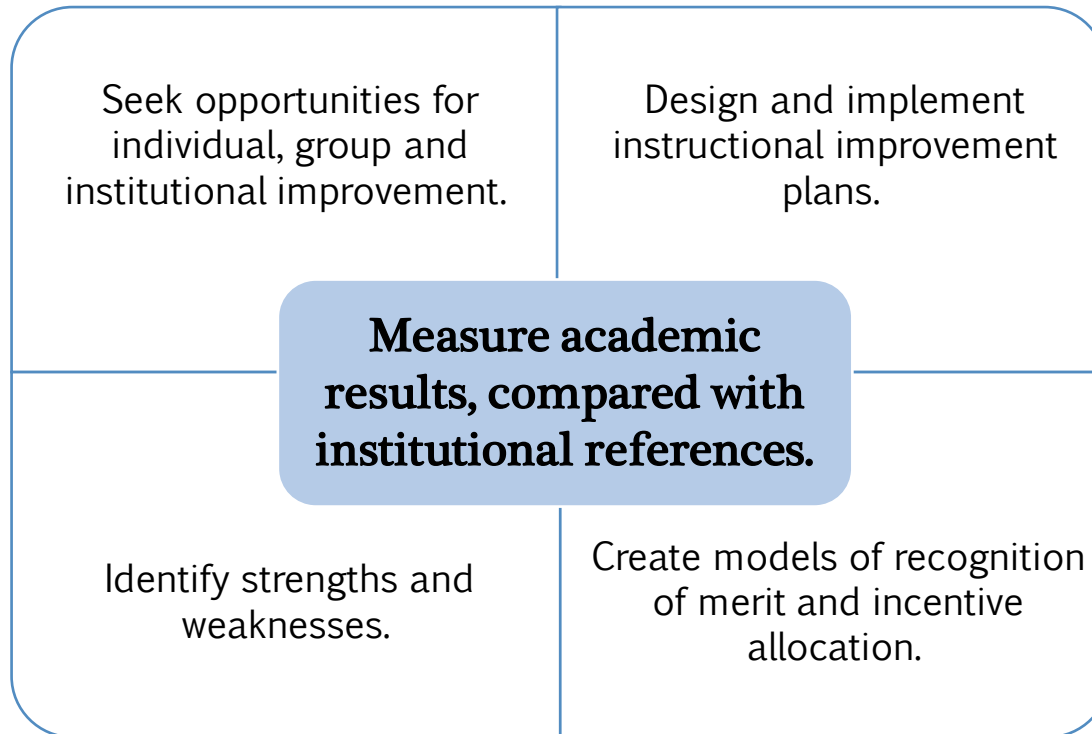 Seek opportunities for
individual, group and
institutional improvement.
Design and implement
instructional improvement
plans.
Measure academic
results, compared with
institutional references.
Identify strengths and
weaknesses.
Create models of recognition
of merit and incentive
allocation.